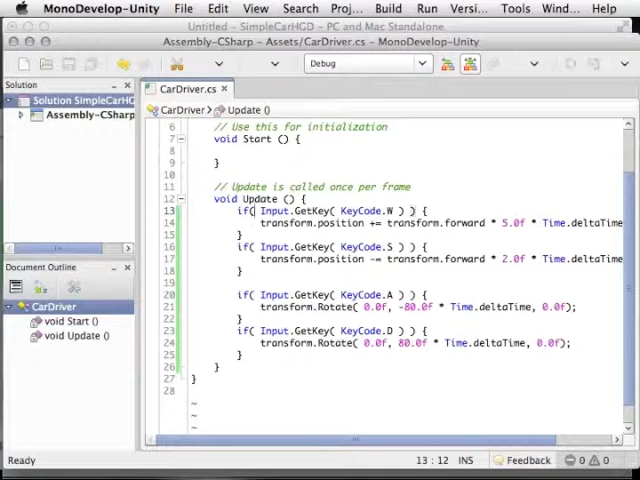 MonoDevelop-Unity File Edit View Search Project Build Run Versi... Tools Wind... Help
Untitled - SimpleCarHGD - PC and Mac Standalone
Assembly-CSharp - Assets/CarDriver.cs - MonoDevelop-Unity
Debug
Solution
Solution SimpleCarHGD
Assembly-CSharp
Document Outline
CarDriver
void Start ()
void Update ()
CarDriver.cs
CarDriver Update ()
6 // Use this for initialization
7 void Start () {
8
9 }
10
11 // Update is called once per frame
12 void Update () {
13 if( Input.GetKey( KeyCode.W ) ) {
14 transform.position += transform.forward * 5.0f * Time.deltaTime
15 }
16 if( Input.GetKey( KeyCode.S ) ) {
17 transform.position -= transform.forward * 2.0f * Time.deltaTime
18 }
19
20 if( Input.GetKey( KeyCode.A ) ) {
21 transform.Rotate( 0.0f, -80.0f * Time.deltaTime, 0.0f);
22 }
23 if( Input.GetKey( KeyCode.D ) ) {
24 transform.Rotate( 0.0f, 80.0f * Time.deltaTime, 0.0f);
25 }
26 }
27 }
28
~
~
~
Ready 13 : 12 INS Feedback 0 0